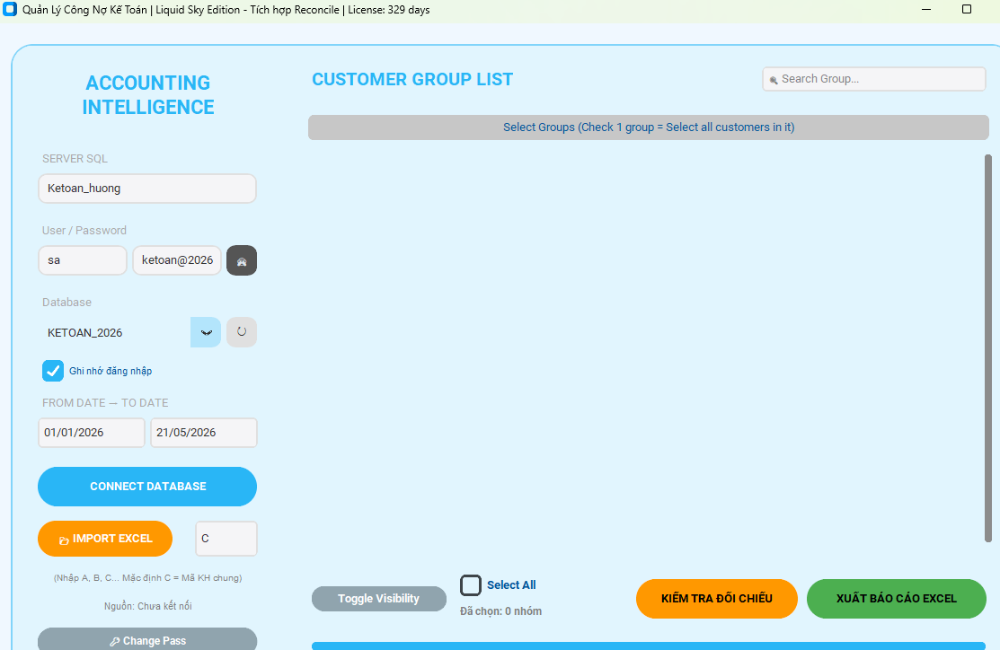 Quản Lý Công Nợ Kế Toán | Liquid Sky Edition - Tích hợp Reconcile | License: 329 days
ACCOUNTING
INTELLIGENCE
SERVER SQL
Ketoan_huong
User / Password
sa
ketoan@2026
Database
KETOAN_2026
Ghi nhớ đăng nhập
FROM DATE — TO DATE
01/01/2026
21/05/2026
CONNECT DATABASE
IMPORT EXCEL
C
(Nhập A, B, C... Mặc định C = Mã KH chung)
Nguồn: Chưa kết nối
Change Pass
CUSTOMER GROUP LIST
Search Group...
Select Groups (Check 1 group = Select all customers in it)
Toggle Visibility
Select All
Đã chọn: 0 nhóm
KIỂM TRA ĐỐI CHIẾU
XUẤT BÁO CÁO EXCEL